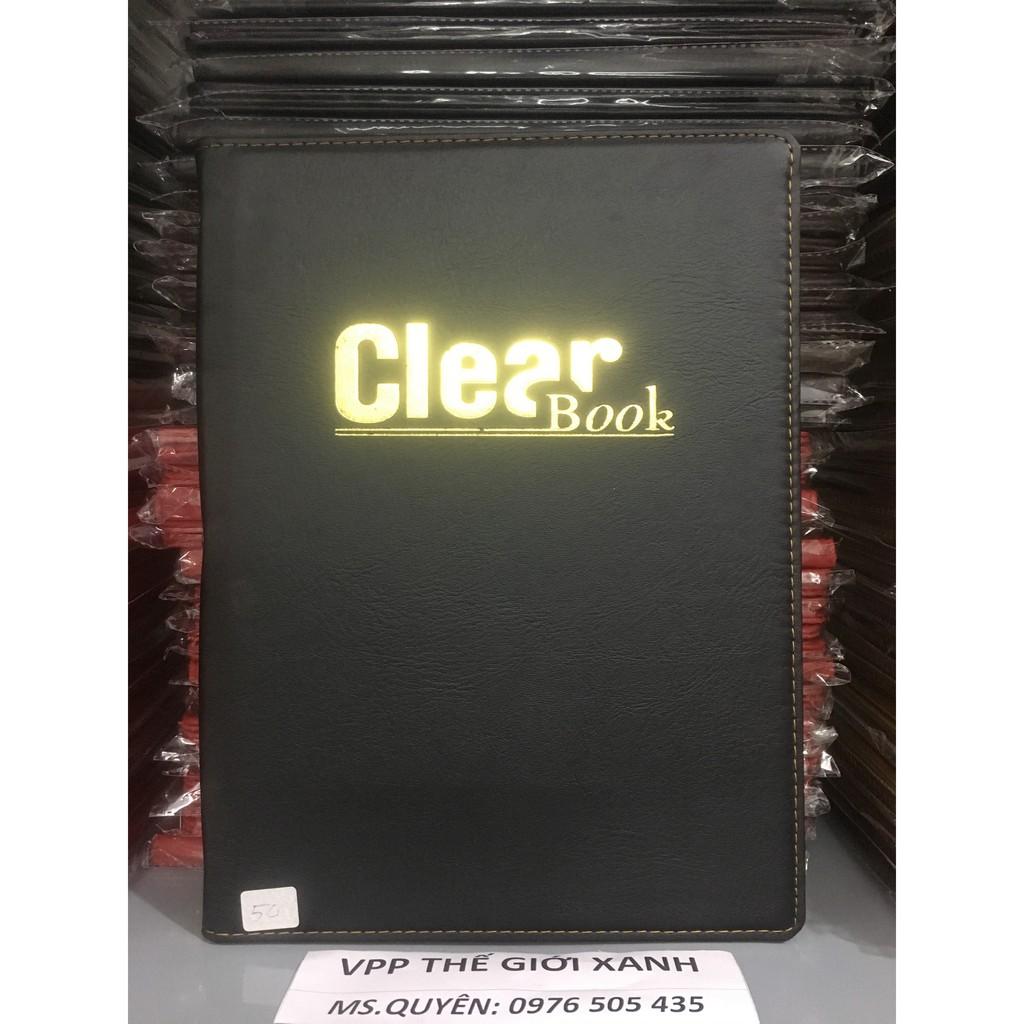 Clear
Book
50
VPP THẾ GIỚI XANH
MS.QUYÊN: 0976 505 435